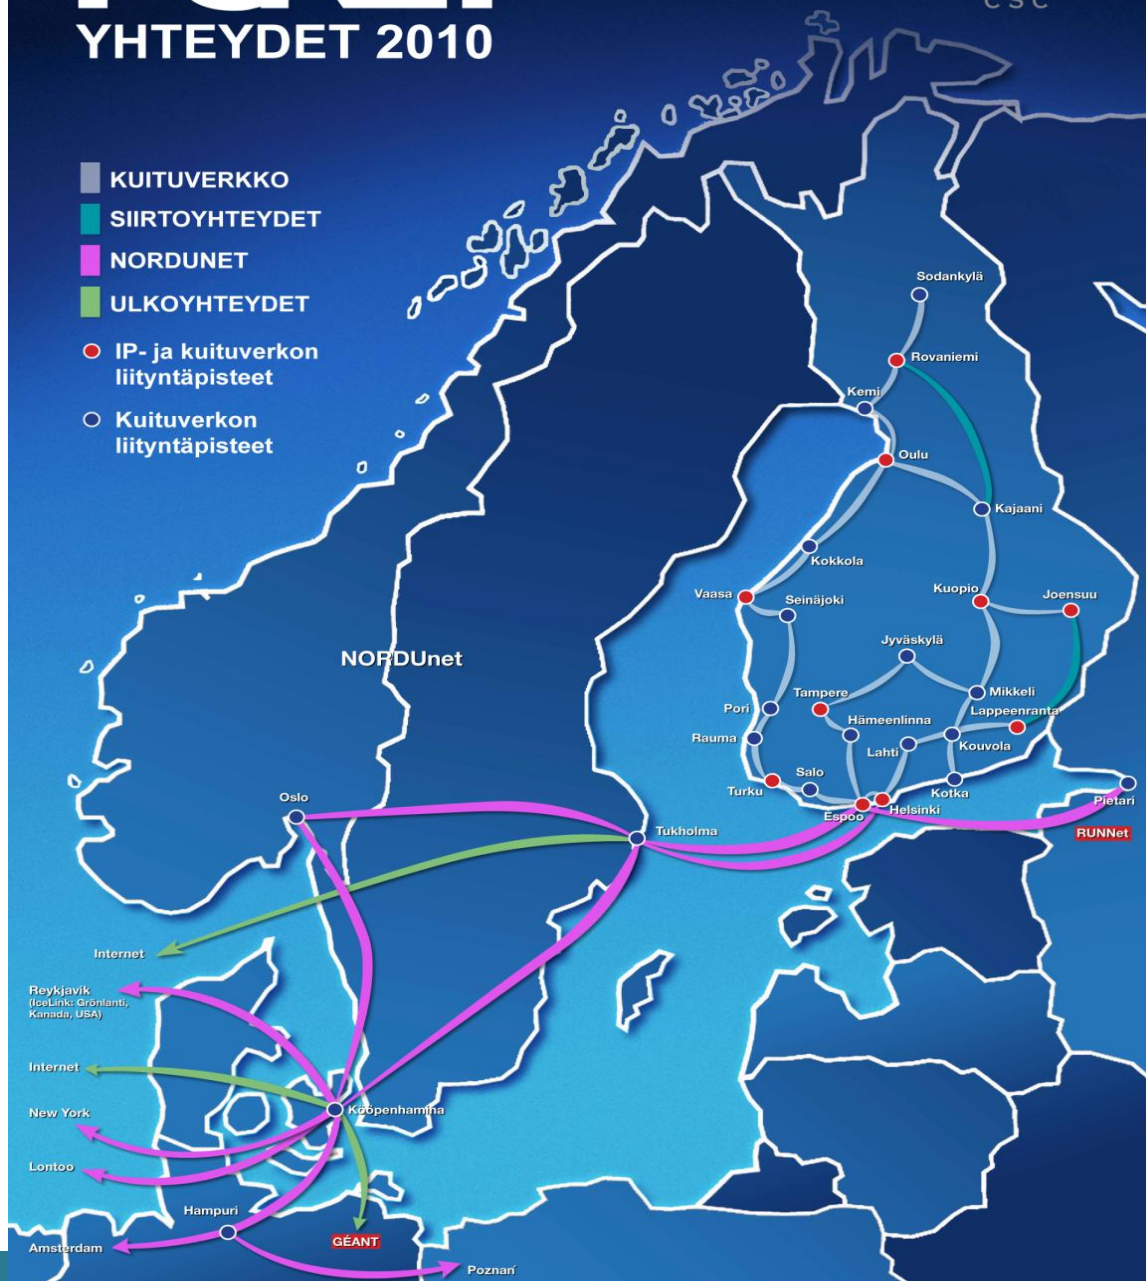 YHTEYDET 2010
CSC
KUITUVERKKO
SIIRTOYHTEYDET
NORDUNET
ULKOYHTEYDET
IP- ja kuituverkon
liityntäpisteet
Kuituverkon
liityntäpisteet
Sodankylä
Rovaniemi
Kemi
Oulu
Kajaani
Kokkola
Vaasa
Seinäjoki
Kuopio
Joensuu
Jyväskylä
NORDUnet
Tampere
Mikkeli
Pori
Lappeenranta
Hämeenlinna
Rauma
Lahti
Kouvola
Salo
Turku
Kotka
Oslo
Helsinki
Espoo
Pietari
Tukholma
RUNNet
Internet
Reykjavik
(IceLink: Grönlanti,
Kanada, USA)
Internet
New York
Kööpenhamina
Lontoo
Hampuri
GÉANT
Amsterdam
Poznań